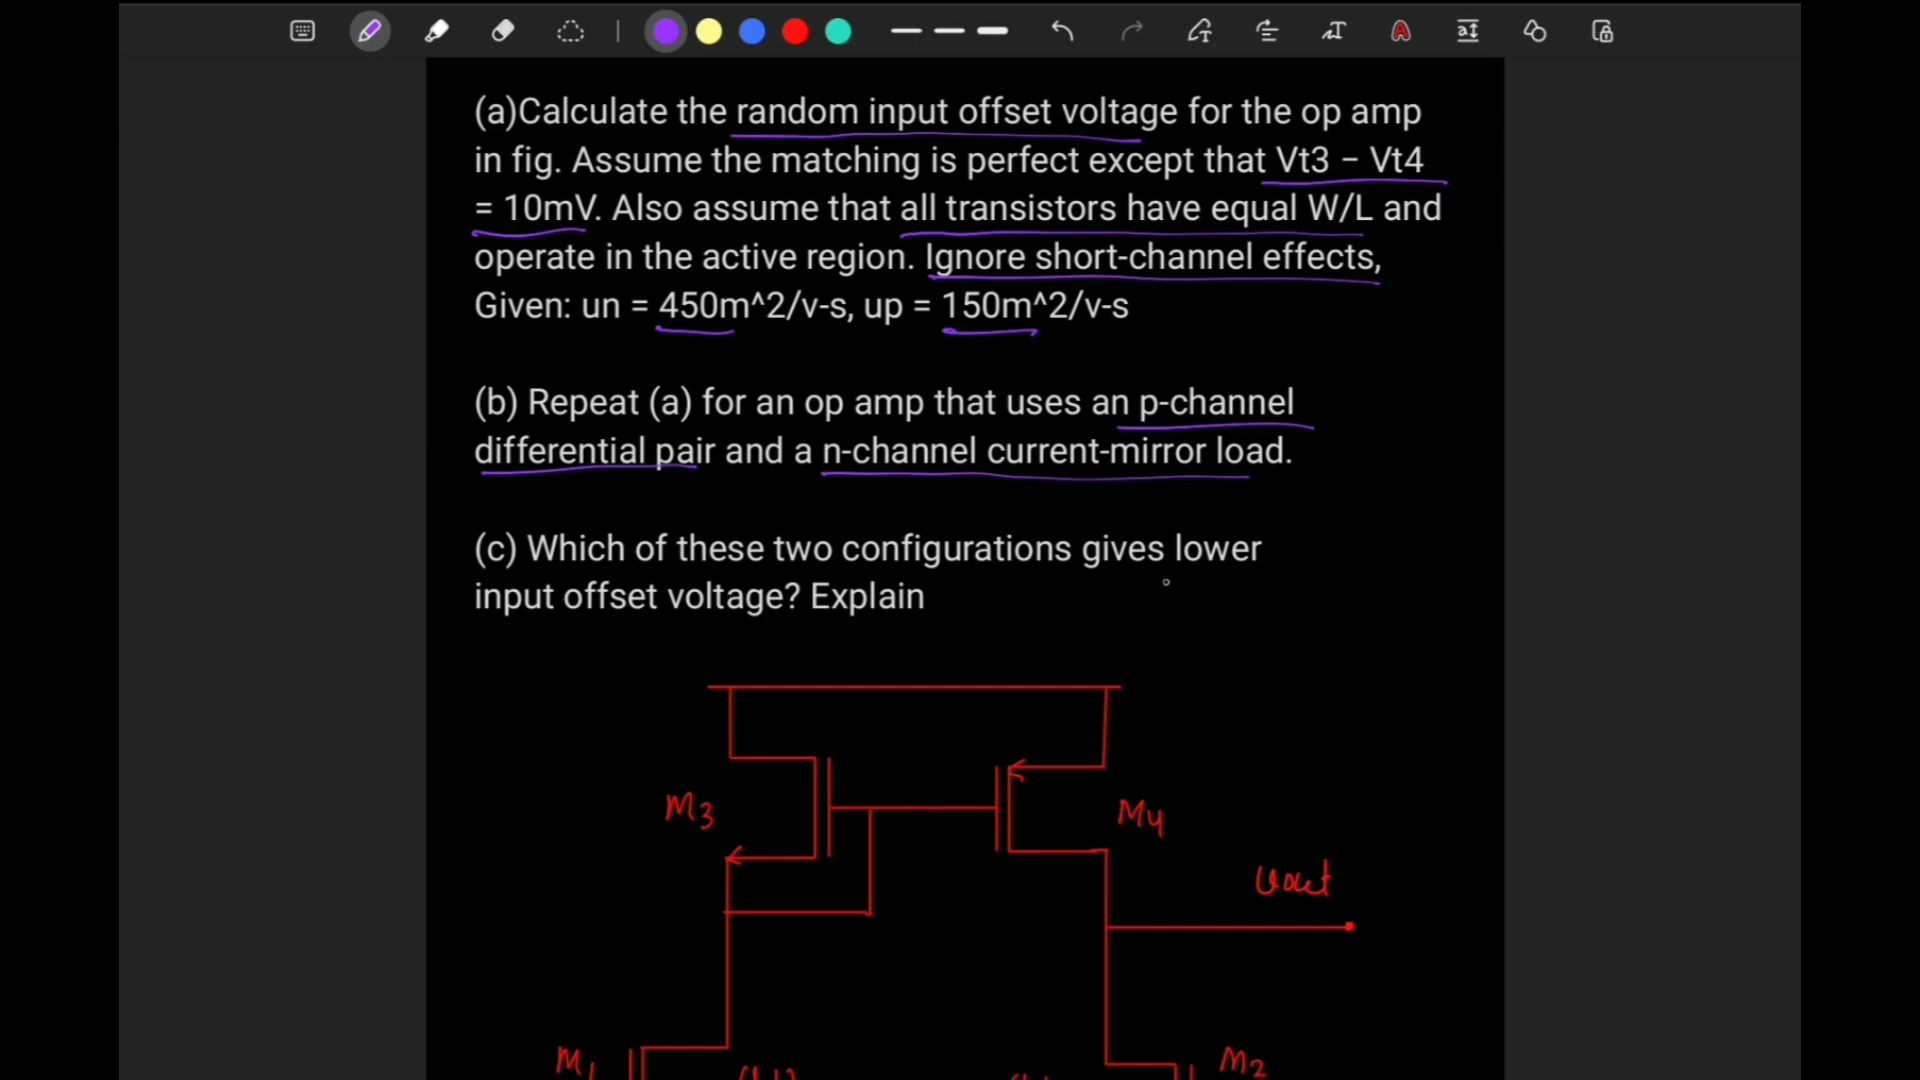 (a)Calculate the random input offset voltage for the op amp
in fig. Assume the matching is perfect except that Vt3 – Vt4
= 10mV. Also assume that all transistors have equal W/L and
operate in the active region. Ignore short-channel effects,
Given: un = 450m^2/v-s, up = 150m^2/v-s
(b) Repeat (a) for an op amp that uses an p-channel
differential pair and a n-channel current-mirror load.
(c) Which of these two configurations gives lower
input offset voltage? Explain
M3
M4
Vout
M1
M2